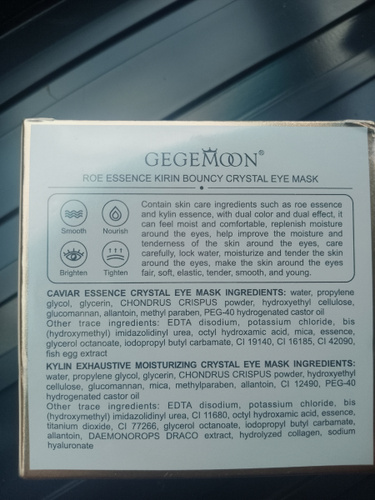 GEGEMOON®
ROE ESSENCE KIRIN BOUNCY CRYSTAL EYE MASK
Smooth
Nourish
Brighten
Tighten
Contain skin care ingredients such as roe essence
and kylin essence, with dual color and dual effect, it
can feel moist and comfortable, replenish moisture
around the eyes, help improve the moisture and
tenderness of the skin around the eyes, care
carefully, lock water, moisturize and tender the skin
around the eyes, make the skin around the eyes
fair, soft, elastic, tender, smooth, and young.
CAVIAR ESSENCE CRYSTAL EYE MASK INGREDIENTS: water, propylene
glycol, glycerin, CHONDRUS CRISPUS powder, hydroxyethyl cellulose,
glucomannan, allantoin, methyl paraben, PEG-40 hydrogenated castor oil
Other trace ingredients: EDTA disodium, potassium chloride, bis
(hydroxymethyl) imidazolidinyl urea, octyl hydroxamic acid, mica, essence,
glycerol octanoate, iodopropyl butyl carbamate, CI 19140, CI 16185, CI 42090,
fish egg extract
KYLIN EXHAUSTIVE MOISTURIZING CRYSTAL EYE MASK INGREDIENTS:
water, propylene glycol, glycerin, CHONDRUS CRISPUS powder, hydroxyethyl
cellulose, glucomannan, mica, methylparaben, allantoin, CI 12490, PEG-40
hydrogenated castor oil
Other trace ingredients: EDTA disodium, potassium chloride, bis
(hydroxymethyl) imidazolidinyl urea, CI 11680, octyl hydroxamic acid, essence,
titanium dioxide, CI 77266, glycerol octanoate, iodopropyl butyl carbamate,
allantoin, DAEMONOROPS DRACO extract, hydrolyzed collagen, sodium
hyaluronate